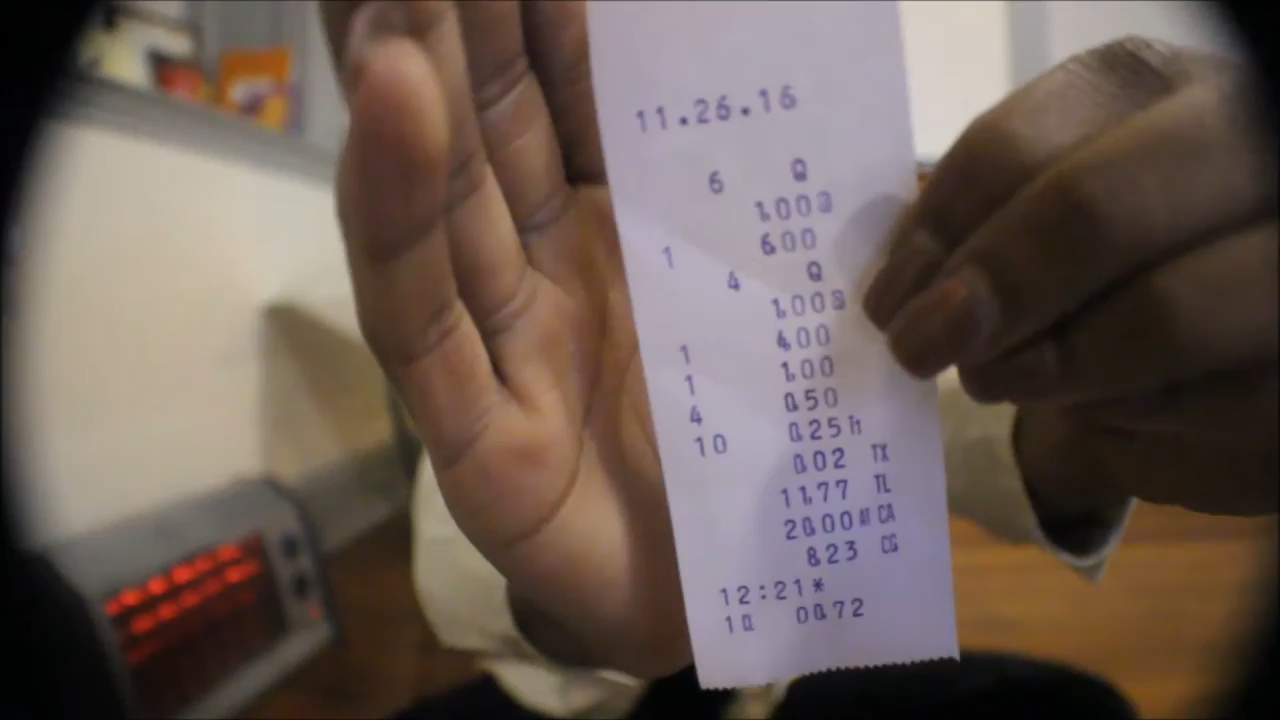 11.26.16
6 Q
1.00@
1 6.00
4 Q
1.00@
1 4.00
1 1.00
4 0.50
10 0.25
0.02 TX
11.77 TL
20.00 AT CA
8.23 CG
12:21*
10 0072